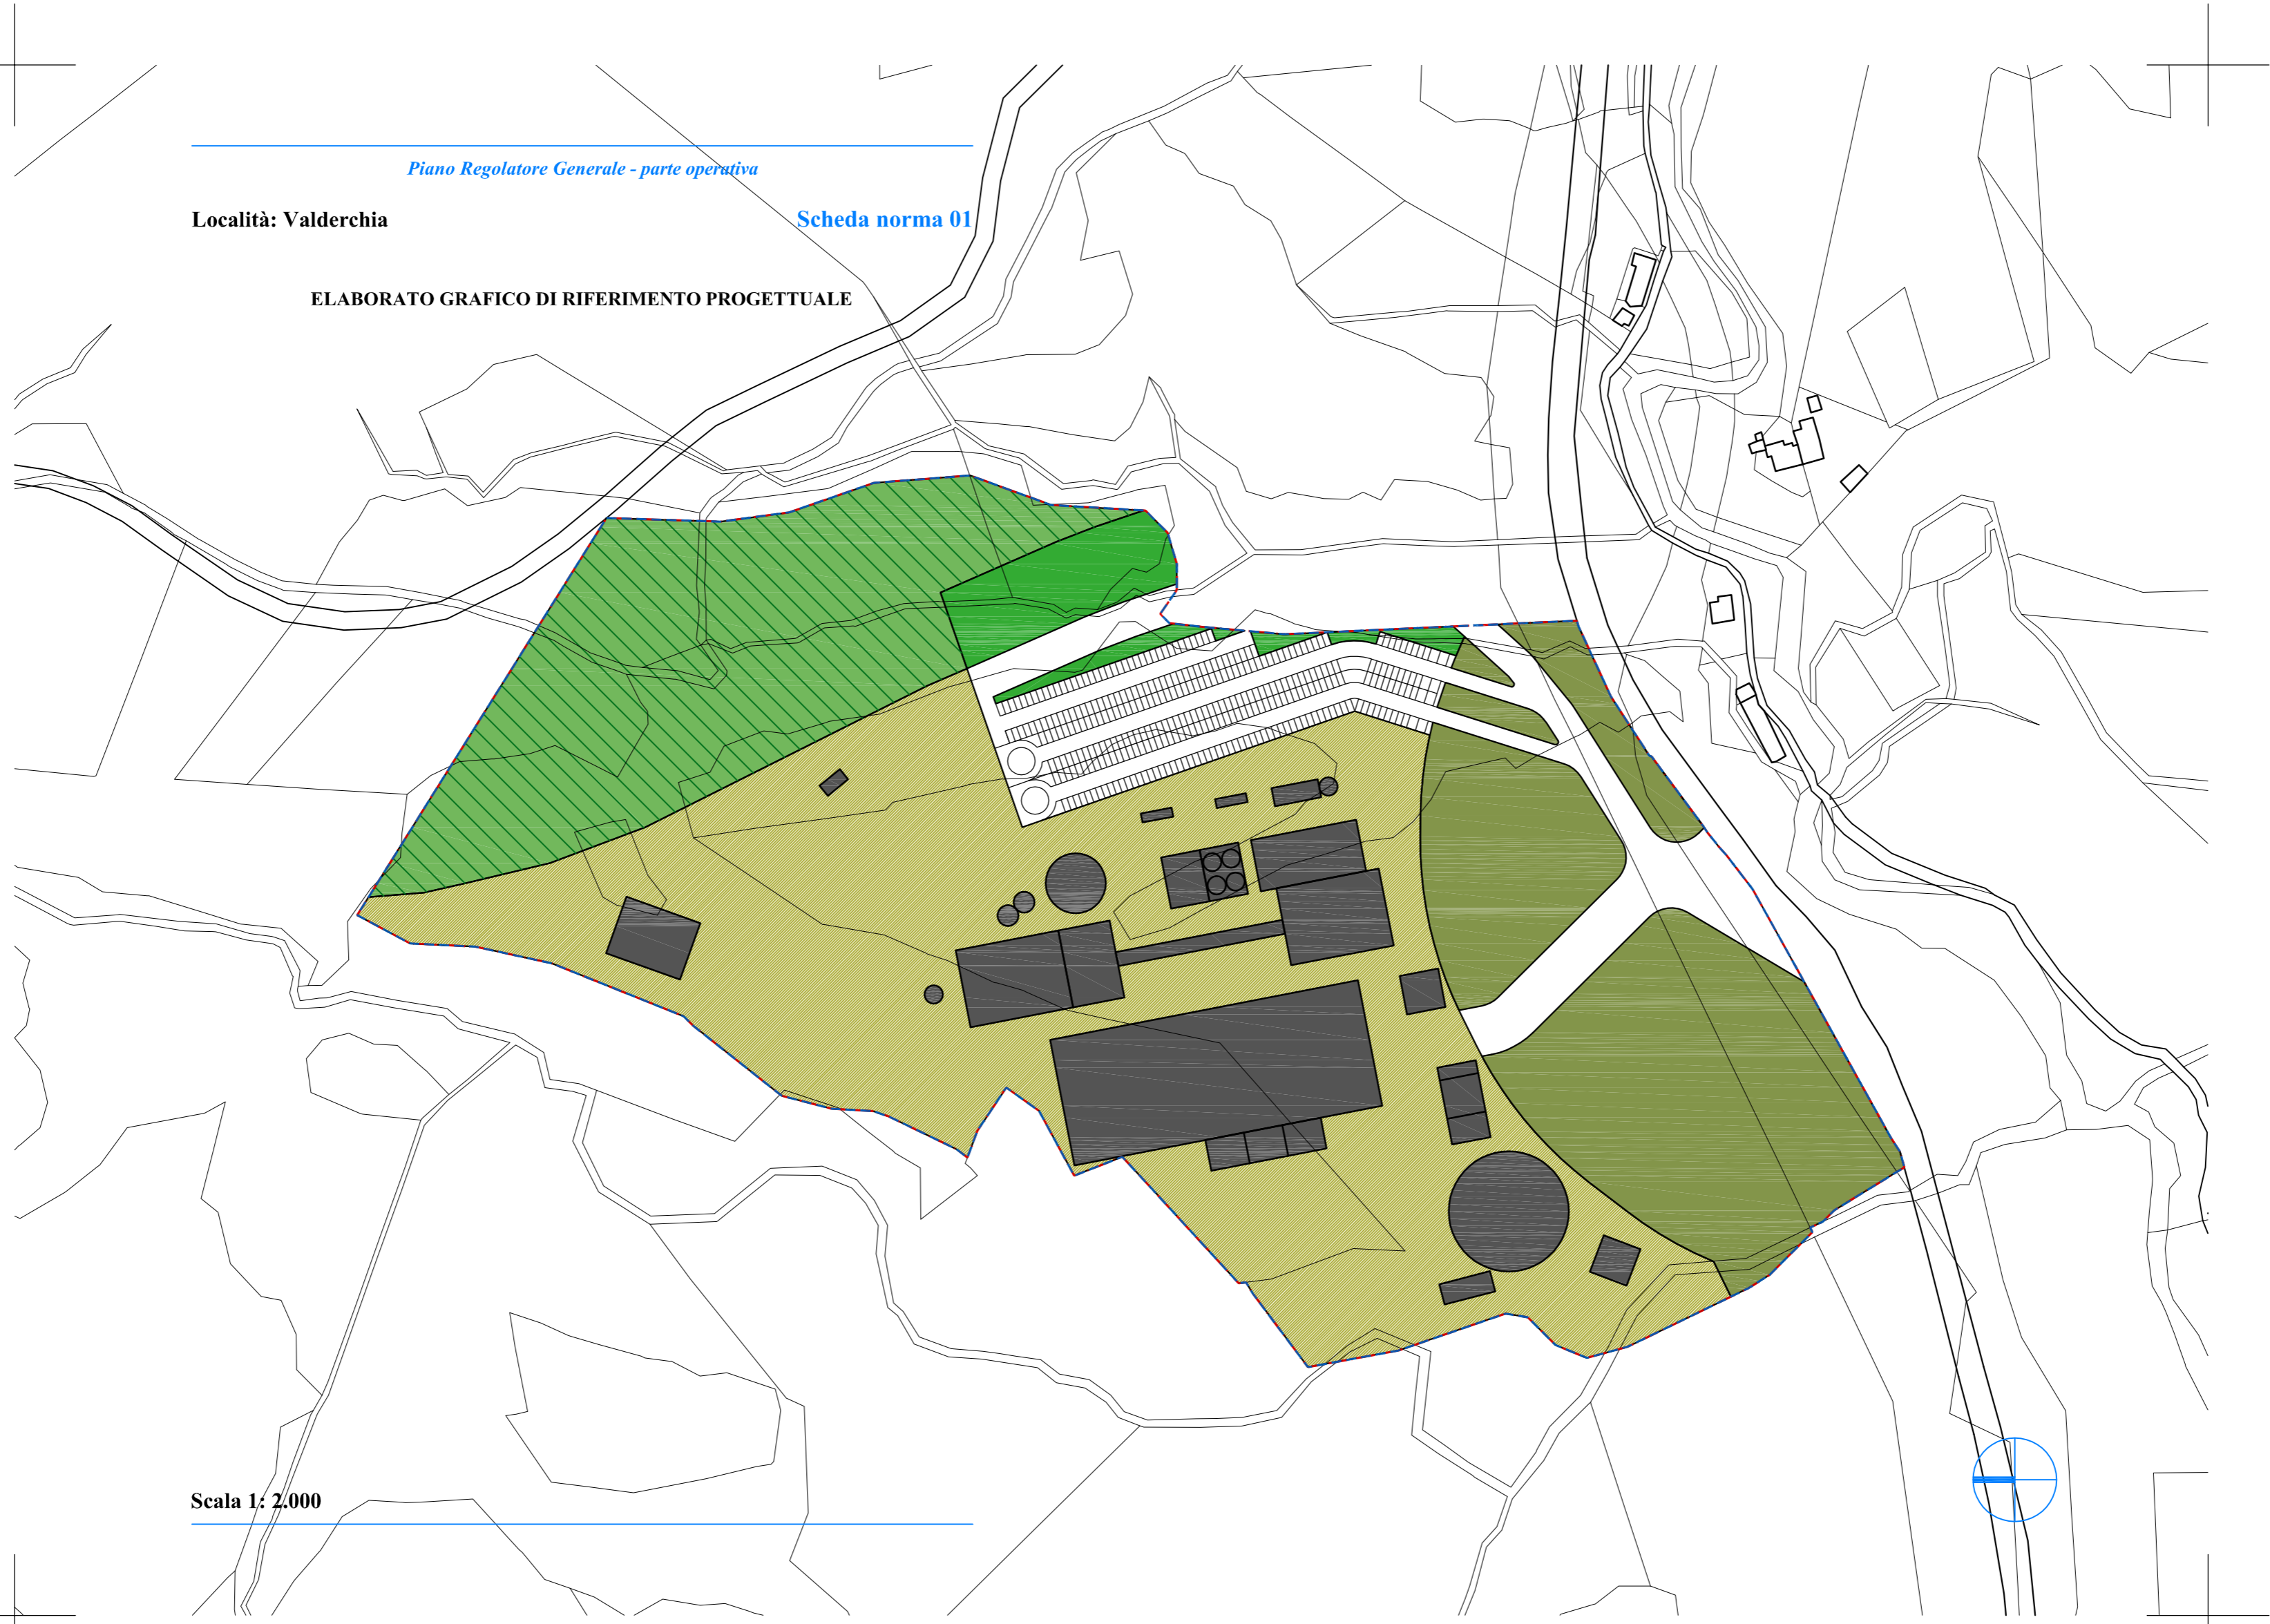 Piano Regolatore Generale - parte operativa
Località: Valderchia Scheda norma 01
ELABORATO GRAFICO DI RIFERIMENTO PROGETTUALE
Scala 1: 2.000